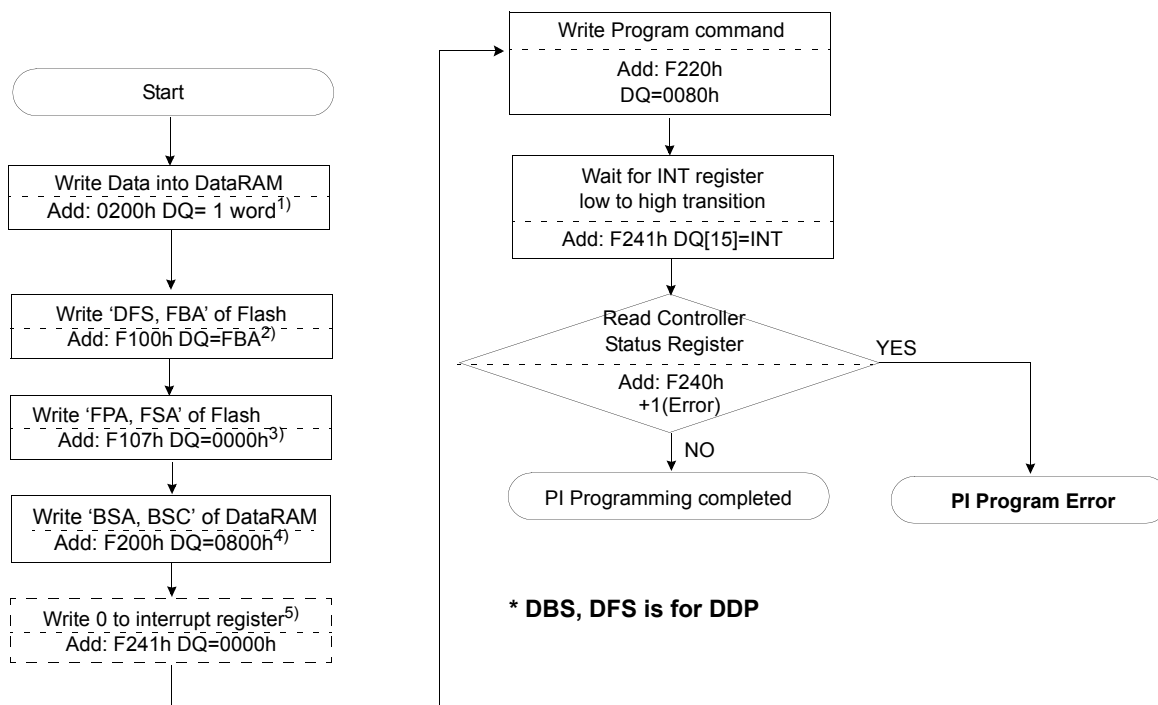 Start
Write Data into DataRAM
Add: 0200h DQ= 1 word1)
Write ‘DFS, FBA’ of Flash
Add: F100h DQ=FBA2)
Write ‘FPA, FSA’ of Flash
Add: F107h DQ=0000h3)
Write ‘BSA, BSC’ of DataRAM
Add: F200h DQ=0800h4)
Write 0 to interrupt register5)
Add: F241h DQ=0000h
Write Program command
Add: F220h
DQ=0080h
Wait for INT register
low to high transition
Add: F241h DQ[15]=INT
Read Controller
Status Register
Add: F240h
+1(Error)
YES
NO
PI Programming completed
PI Program Error
* DBS, DFS is for DDP